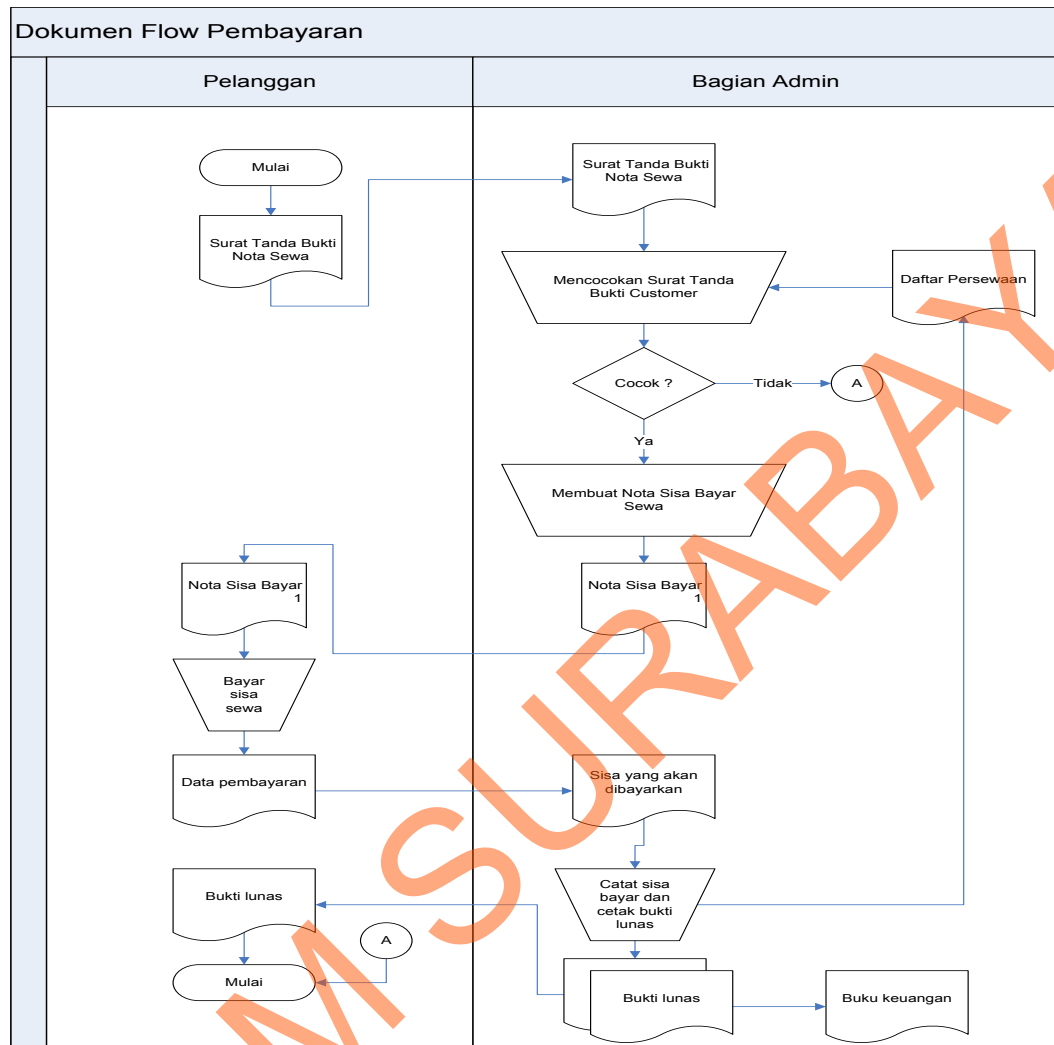 Dokumen Flow Pembayaran
Pelanggan
Bagian Admin
Mulai
Surat Tanda Bukti
Nota Sewa
Surat Tanda Bukti
Nota Sewa
Mencocokan Surat Tanda
Bukti Customer
Daftar Persewaan
Cocok ?
Tidak
A
Ya
Membuat Nota Sisa Bayar
Sewa
Nota Sisa Bayar
1
Nota Sisa Bayar
1
Bayar
sisa
sewa
Data pembayaran
Sisa yang akan
dibayarkan
Bukti lunas
Catat sisa
bayar dan
cetak bukti
lunas
A
Mulai
Bukti lunas
Buku keuangan
M SURABAYA